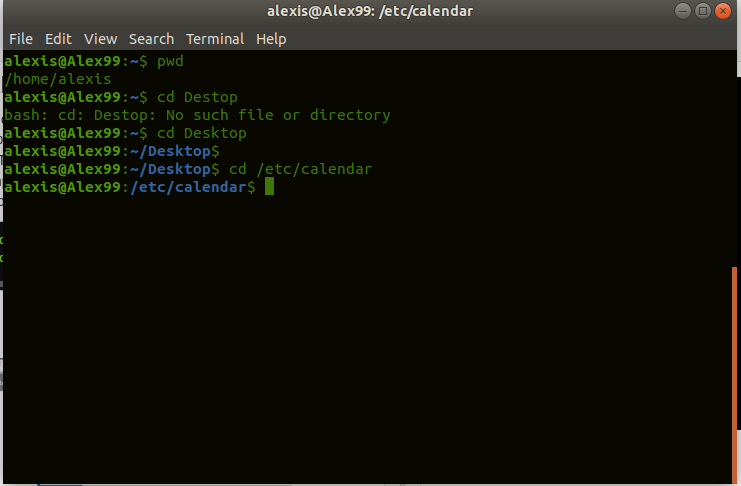 alexis@Alex99: /etc/calendar
File Edit View Search Terminal Help
alexis@Alex99:~$ pwd
/home/alexis
alexis@Alex99:~$ cd Destop
bash: cd: Destop: No such file or directory
alexis@Alex99:~$ cd Desktop
alexis@Alex99:~/Desktop$
alexis@Alex99:~/Desktop$ cd /etc/calendar
alexis@Alex99:/etc/calendar$